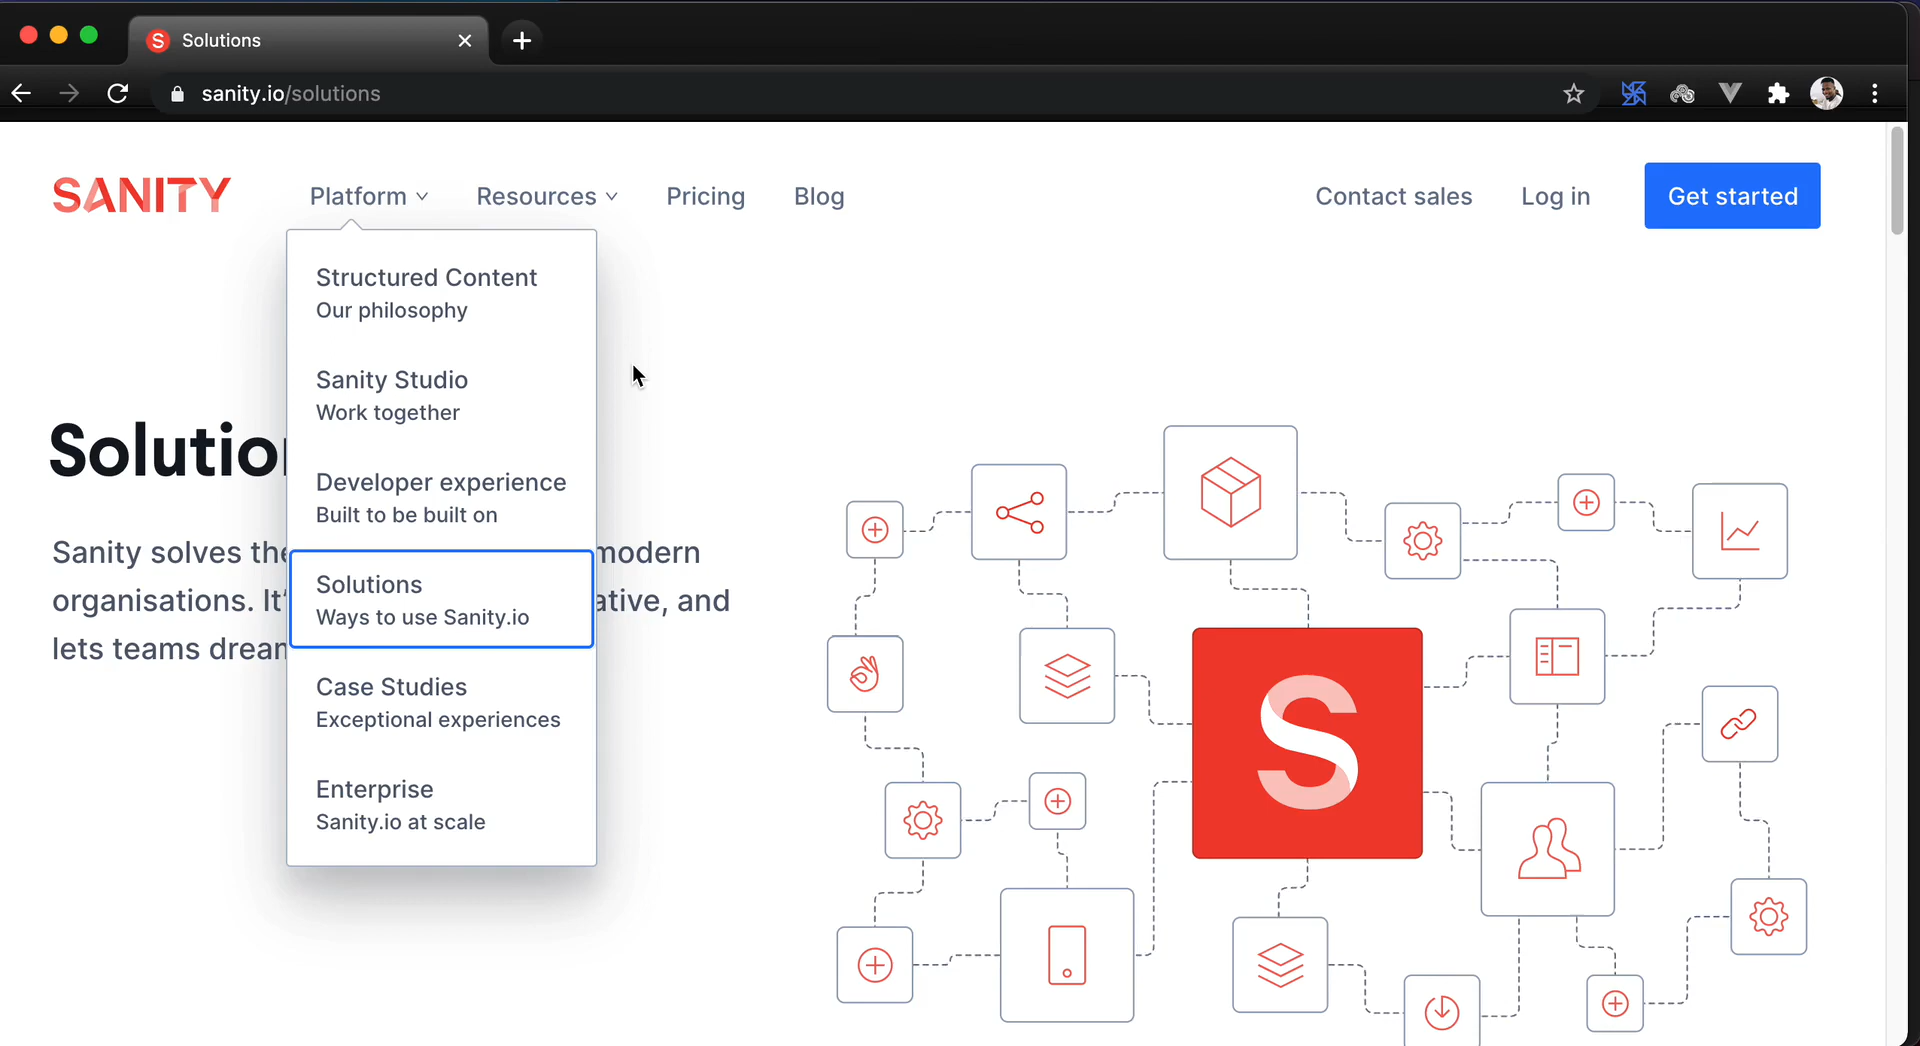 Solutions
sanity.io/solutions
SANITY
Platform
Resources
Pricing
Blog
Contact sales
Log in
Get started
Structured Content
Our philosophy
Sanity Studio
Work together
Developer experience
Built to be built on
Solutions
Ways to use Sanity.io
Case Studies
Exceptional experiences
Enterprise
Sanity.io at scale
Solutio
Sanity solves the modern
organisations. It' ative, and
lets teams drea
S